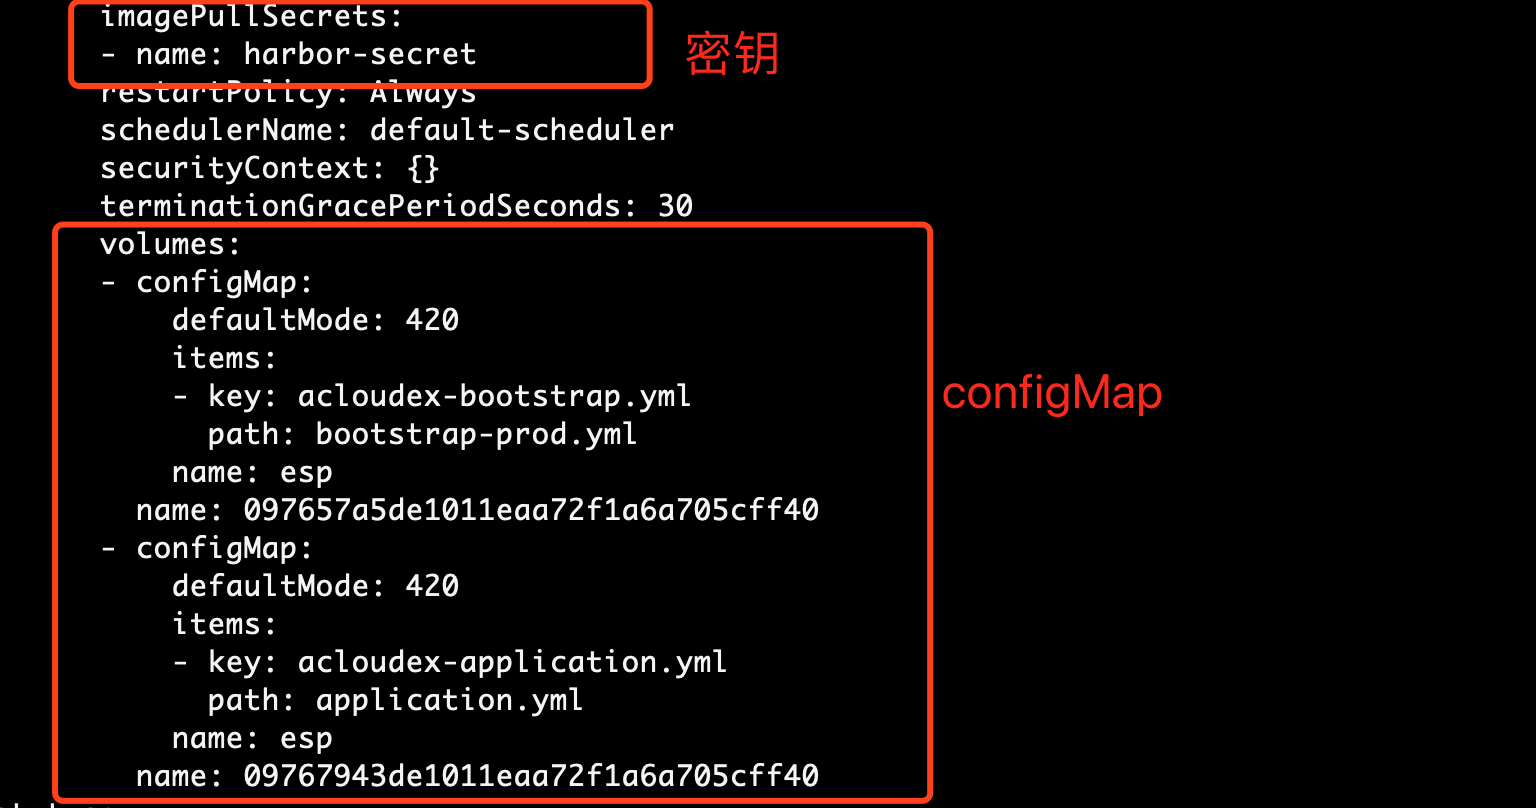 imagePullSecrets:
- name: harbor-secret
密钥
restartPolicy: Always
schedulerName: default-scheduler
securityContext: {}
terminationGracePeriodSeconds: 30
volumes:
- configMap:
defaultMode: 420
items:
- key: acloudex-bootstrap.yml
configMap
path: bootstrap-prod.yml
name: esp
name: 097657a5de1011eaa72f1a6a705cff40
- configMap:
defaultMode: 420
items:
- key: acloudex-application.yml
path: application.yml
name: esp
name: 09767943de1011eaa72f1a6a705cff40